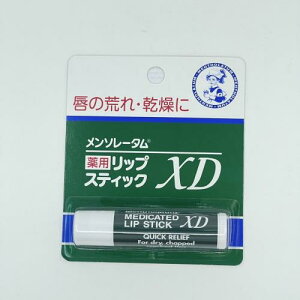 唇の荒れ・乾燥に
メンソレータム®
薬用リップ
スティック XD
MEDICATED
LIP STICK XD
QUICK RELIEF
For dry, chapped